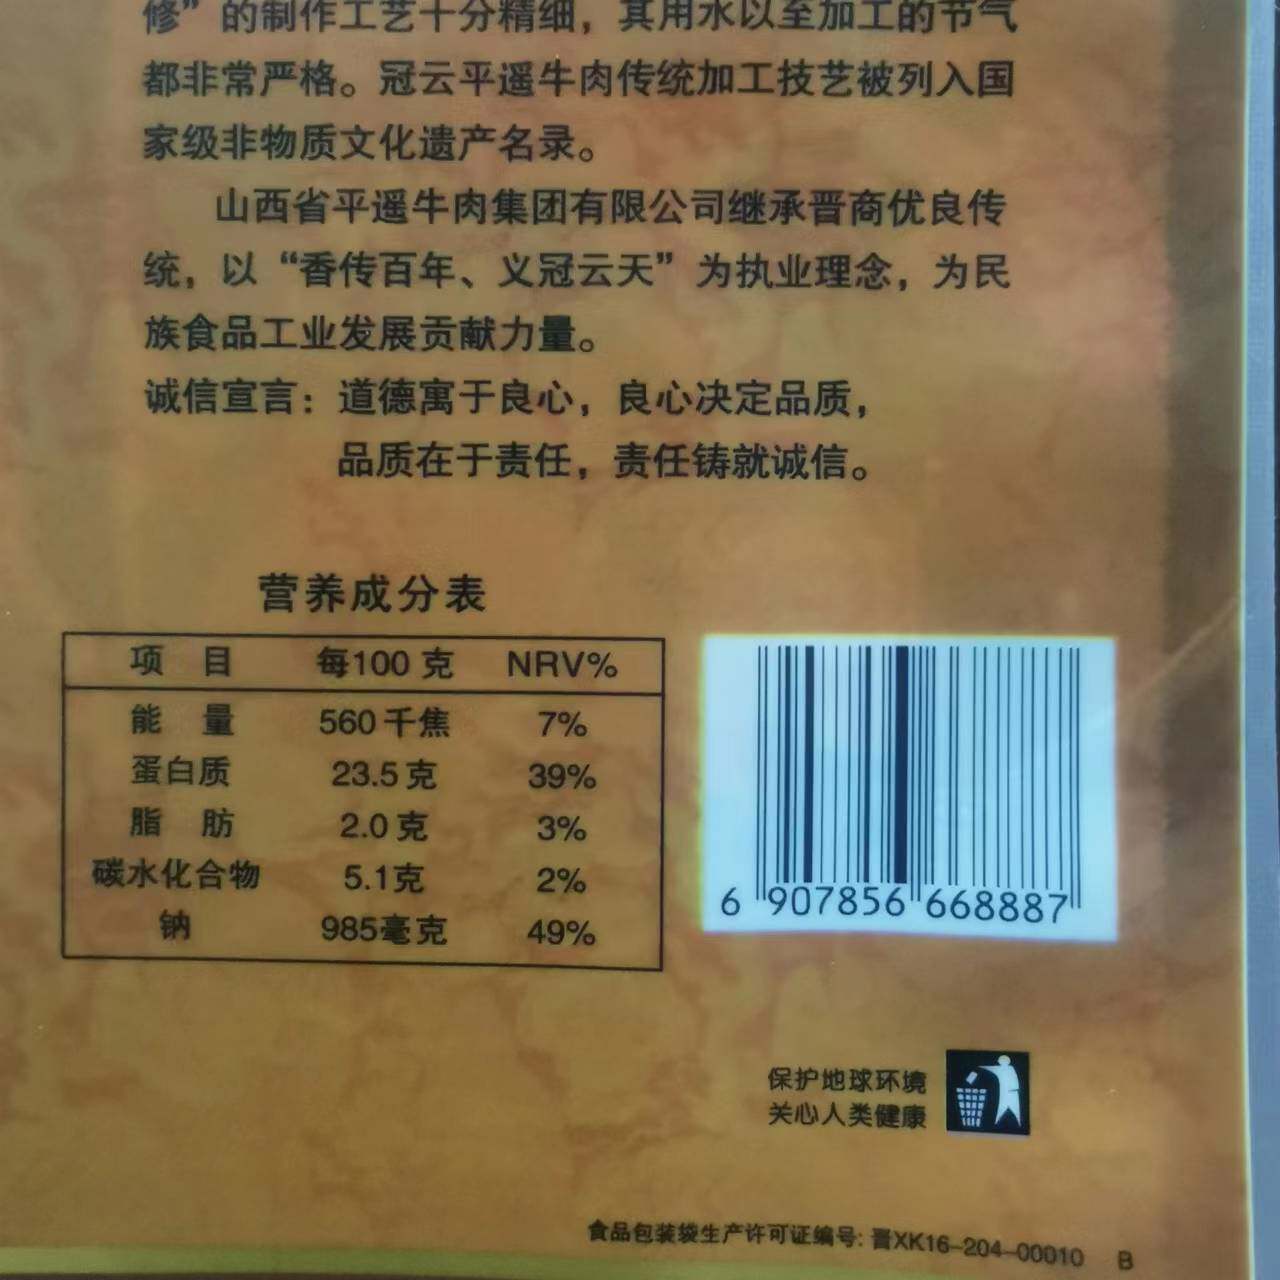 修”的制作工艺十分精细，其用水以至加工的节气
都非常严格。冠云平遥牛肉传统加工技艺被列入国
家级非物质文化遗产名录。
山西省平遥牛肉集团有限公司继承晋商优良传
统，以“香传百年、义冠云天”为执业理念，为民
族食品工业发展贡献力量。
诚信宣言：道德寓于良心，良心决定品质，
品质在于责任，责任铸就诚信。
营养成分表
项 目 每100克 NRV%
能 量 560千焦 7%
蛋白质 23.5克 39%
脂 肪 2.0克 3%
碳水化合物 5.1克 2%
钠 985毫克 49%
6 907856 668887
保护地球环境
关心人类健康
食品包装袋生产许可证编号: 晋XK16-204-00010 B